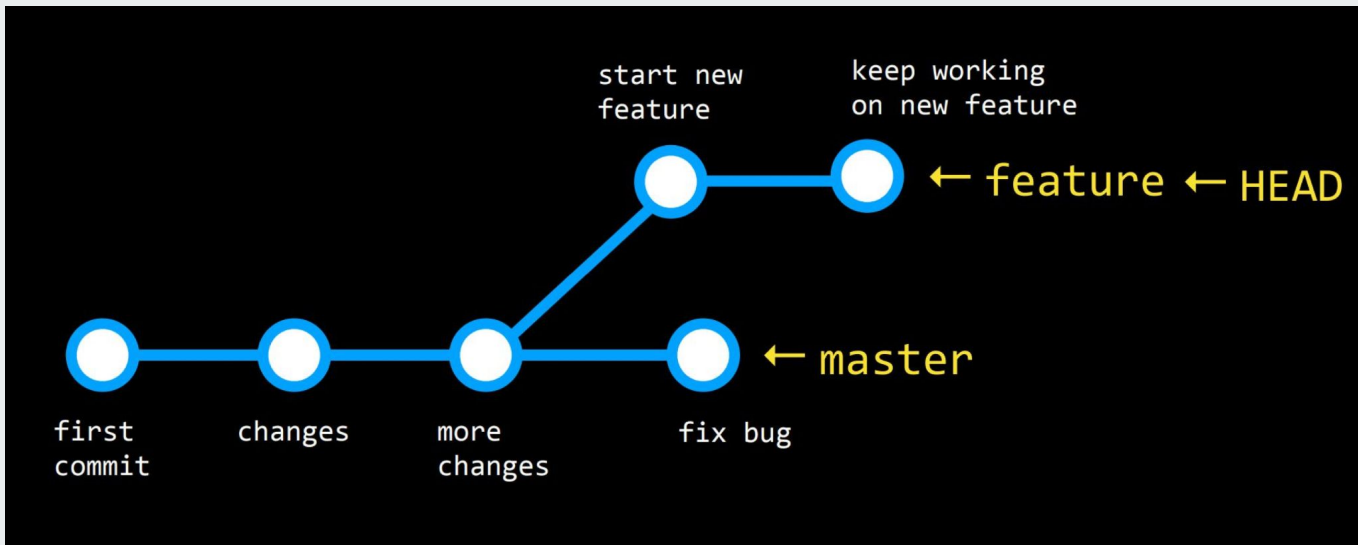 start new
feature
keep working
on new feature
← feature ← HEAD
← master
first
commit
changes
more
changes
fix bug